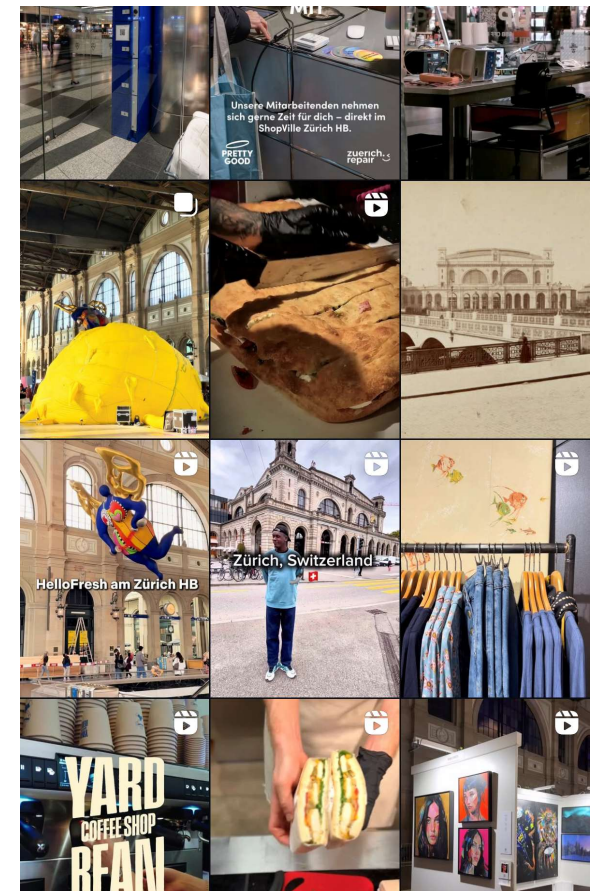 MIT
Unsere Mitarbeitenden nehmen
sich gerne Zeit für dich – direkt im
ShopVille Zürich HB.
PRETTY
GOOD
zuerich.
repair
HelloFresh am Zürich HB
Zürich, Switzerland
YARD
COFFEE SHOP
BEAN